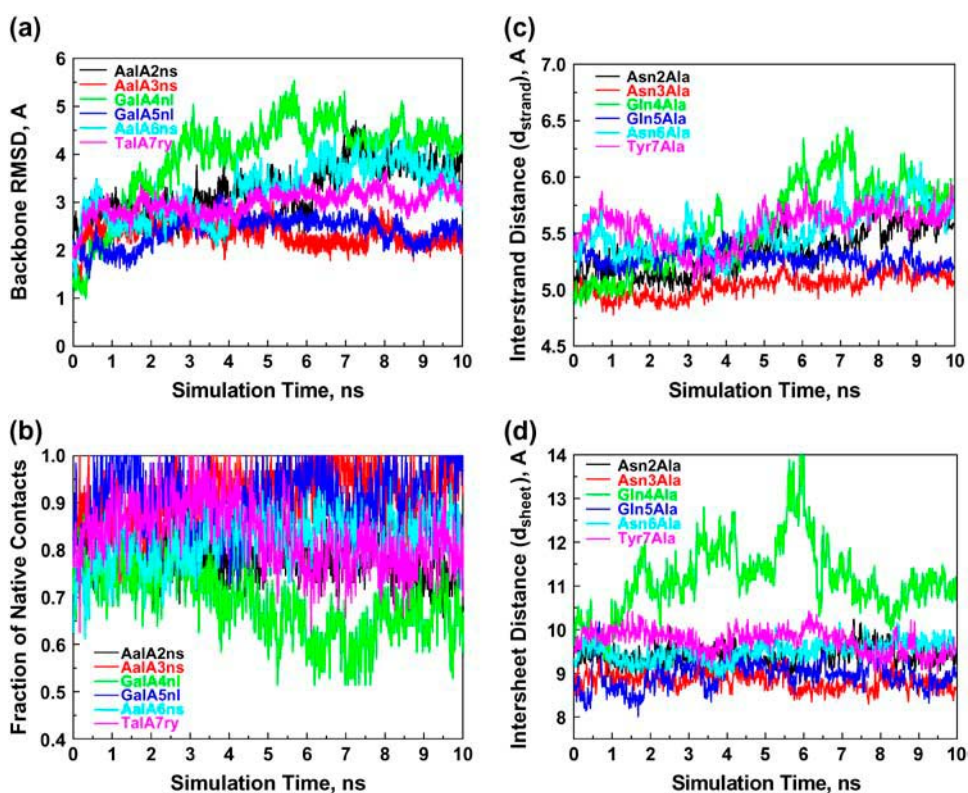 (a)
6
5
4
3
2
1
0
Backbone RMSD, A
AalA2ns
AalA3ns
GalA4nl
GalA5nl
AalA6ns
TalA7ry
0 1 2 3 4 5 6 7 8 9 10
Simulation Time, ns
(b)
1.0
0.9
0.8
0.7
0.6
0.5
0.4
Fraction of Native Contacts
AalA2ns
AalA3ns
GalA4nl
GalA5nl
AalA6ns
TalA7ry
0 1 2 3 4 5 6 7 8 9 10
Simulation Time, ns
(c)
7.0
6.5
6.0
5.5
5.0
4.5
Interstrand Distance (dstrand), A
Asn2Ala
Asn3Ala
Gln4Ala
Gln5Ala
Asn6Ala
Tyr7Ala
0 1 2 3 4 5 6 7 8 9 10
Simulation Time, ns
(d)
14
13
12
11
10
9
8
Intersheet Distance (dsheet), A
Asn2Ala
Asn3Ala
Gln4Ala
Gln5Ala
Asn6Ala
Tyr7Ala
0 1 2 3 4 5 6 7 8 9 10
Simulation Time, ns